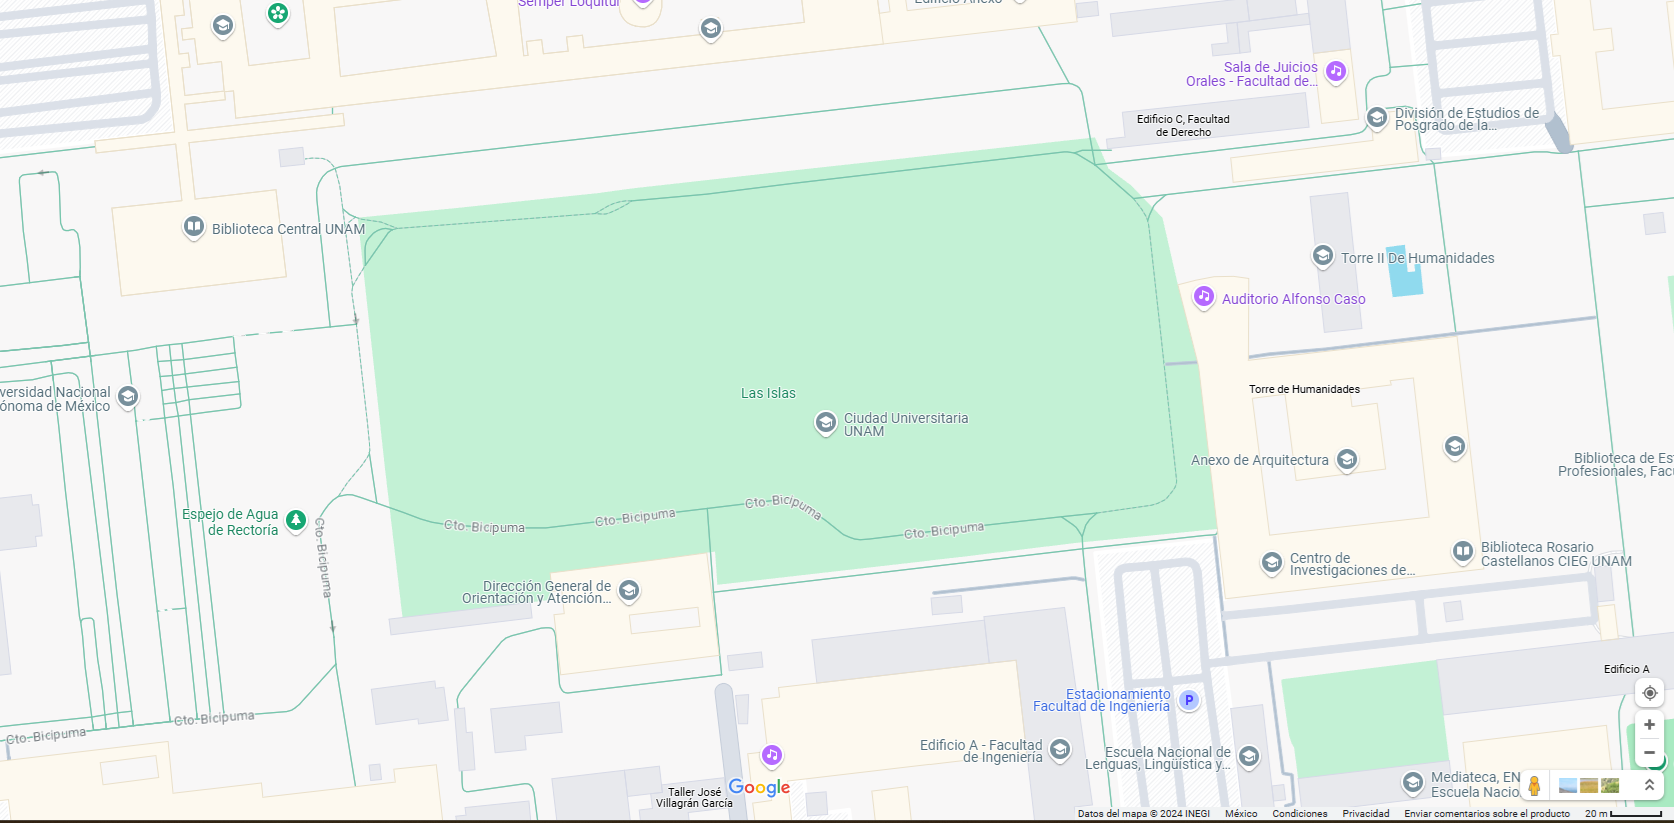 Semper Loquitur
Edificio Anexo
Sala de Juicios
Orales - Facultad de...
Edificio C, Facultad
de Derecho
División de Estudios de
Posgrado de la...
Biblioteca Central UNAM
Torre II De Humanidades
Auditorio Alfonso Caso
versidad Nacional
ónoma de México
Las Islas
Ciudad Universitaria
UNAM
Torre de Humanidades
Anexo de Arquitectura
Biblioteca de Es
Profesionales, Facu
Espejo de Agua
de Rectoría
Cto. Bicipuma
Cto. Bicipuma
Cto. Bicipuma
Cto. Bicipuma
Cto. Bicipuma
Dirección General de
Orientación y Atención...
Centro de
Investigaciones de...
Biblioteca Rosario
Castellanos CIEG UNAM
Edificio A
Estacionamiento
Facultad de Ingeniería
P
Cto. Bicipuma
Cto. Bicipuma
Edificio A - Facultad
de Ingeniería
Escuela Nacional de
Lenguas, Lingüística y...
Mediateca, EN
Escuela Nacio
Taller José
Villagrán García
Google
Datos del mapa © 2024 INEGI México Condiciones Privacidad Enviar comentarios sobre el producto 20 m